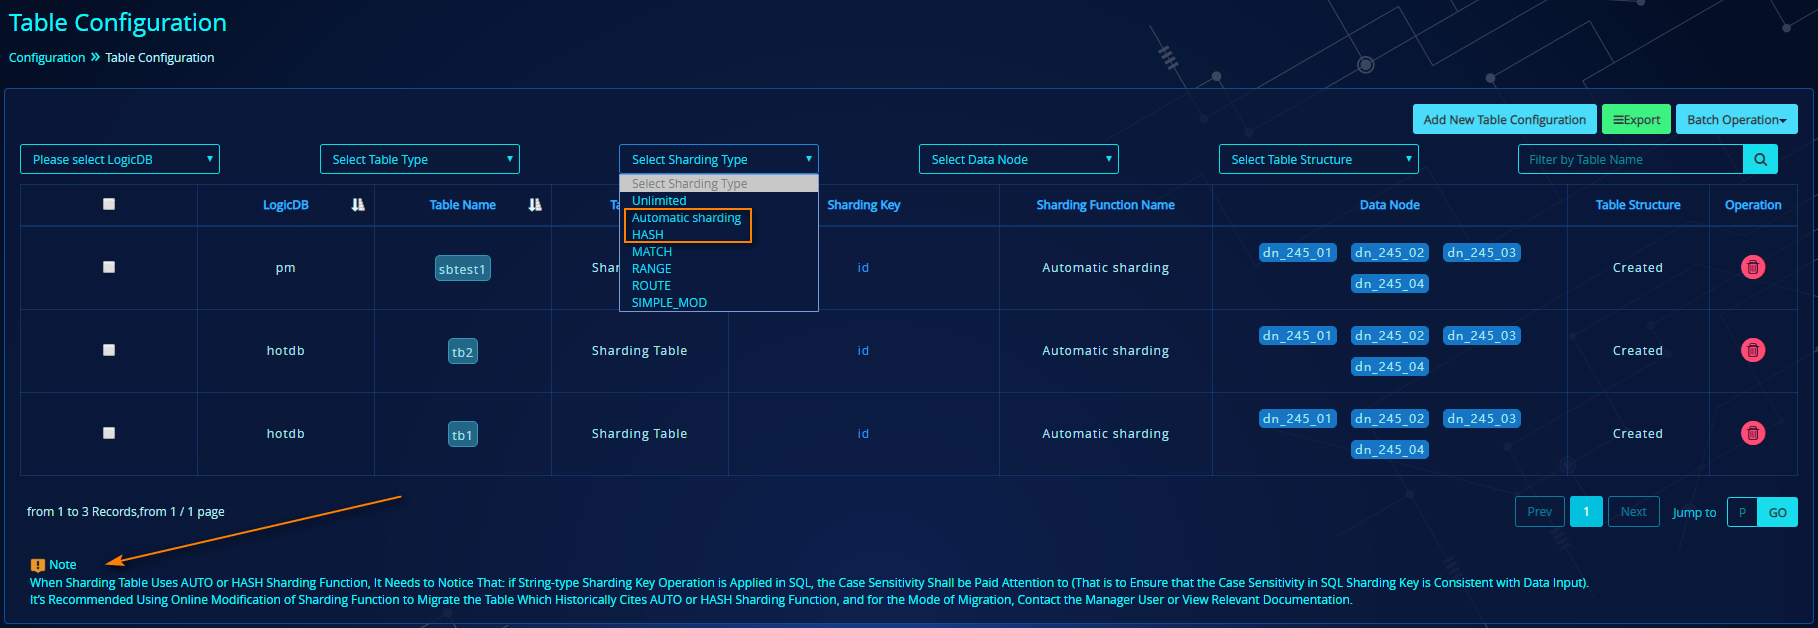 Table Configuration
Configuration » Table Configuration
Add New Table Configuration
Export
Batch Operation
Please select LogicDB
Select Table Type
Select Sharding Type
Select Data Node
Select Table Structure
Filter by Table Name
Select Sharding Type
Unlimited
Automatic sharding
HASH
MATCH
RANGE
ROUTE
SIMPLE_MOD
LogicDB Table Name Ta Sharding Key Sharding Function Name Data Node Table Structure Operation
pm sbtest1 Shar id Automatic sharding dn_245_01 dn_245_02 dn_245_03 Created
dn_245_04
hotdb tb2 Sharding Table id Automatic sharding dn_245_01 dn_245_02 dn_245_03 Created
dn_245_04
hotdb tb1 Sharding Table id Automatic sharding dn_245_01 dn_245_02 dn_245_03 Created
dn_245_04
from 1 to 3 Records,from 1 / 1 page
Prev 1 Next Jump to P GO
Note
When Sharding Table Uses AUTO or HASH Sharding Function, It Needs to Notice That: if String-type Sharding Key Operation is Applied in SQL, the Case Sensitivity Shall be Paid Attention to (That is to Ensure that the Case Sensitivity in SQL Sharding Key is Consistent with Data Input).
It's Recommended Using Online Modification of Sharding Function to Migrate the Table Which Historically Cites AUTO or HASH Sharding Function, and for the Mode of Migration, Contact the Manager User or View Relevant Documentation.